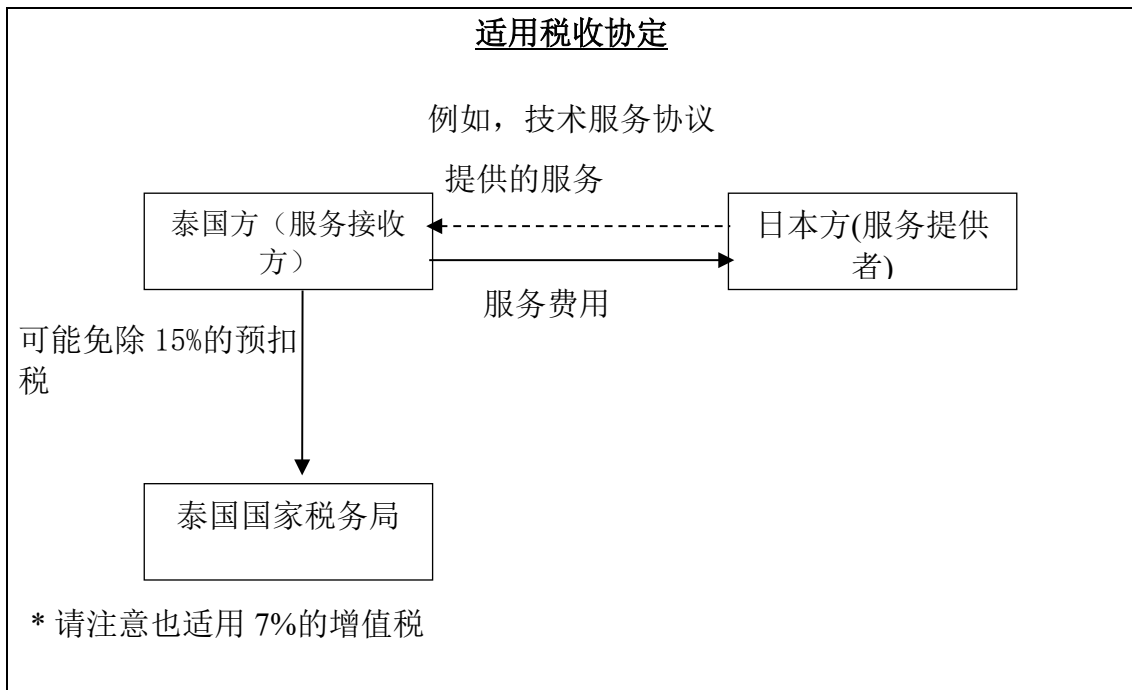 适用税收协定
例如，技术服务协议
提供的服务
泰国方（服务接收
方）
日本方(服务提供
者)
服务费用
可能免除 15%的预扣
税
泰国国家税务局
* 请注意也适用 7%的增值税